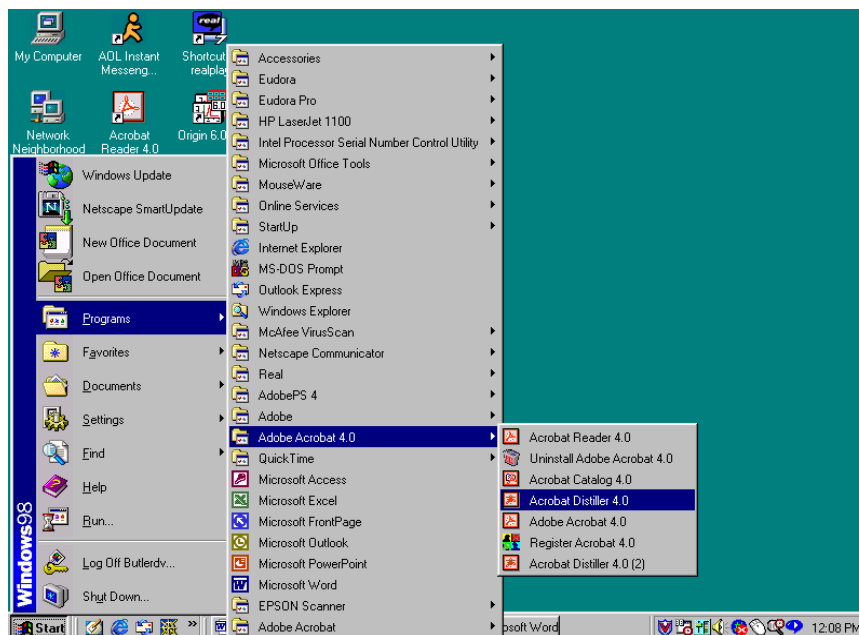 real
My Computer
AOL Instant
Messeng...
Shortcut
realpla
Network
Neighborhood
Acrobat
Reader 4.0
Origin 6.0
Windows Update
Netscape SmartUpdate
New Office Document
Open Office Document
Programs
Favorites
Documents
Settings
Find
Help
Run...
Log Off Butlerdv...
Shut Down...
Windows98
Accessories
Eudora
Eudora Pro
HP LaserJet 1100
Intel Processor Serial Number Control Utility
Microsoft Office Tools
MouseWare
Online Services
StartUp
Internet Explorer
MS-DOS Prompt
Outlook Express
Windows Explorer
McAfee VirusScan
Netscape Communicator
Real
AdobePS 4
Adobe
Adobe Acrobat 4.0
QuickTime
Microsoft Access
Microsoft Excel
Microsoft FrontPage
Microsoft Outlook
Microsoft PowerPoint
Microsoft Word
EPSON Scanner
Adobe Acrobat
Acrobat Reader 4.0
Uninstall Adobe Acrobat 4.0
Acrobat Catalog 4.0
Acrobat Distiller 4.0
Adobe Acrobat 4.0
Register Acrobat 4.0
Acrobat Distiller 4.0 (2)
Start
osoft Word
12:08 PM